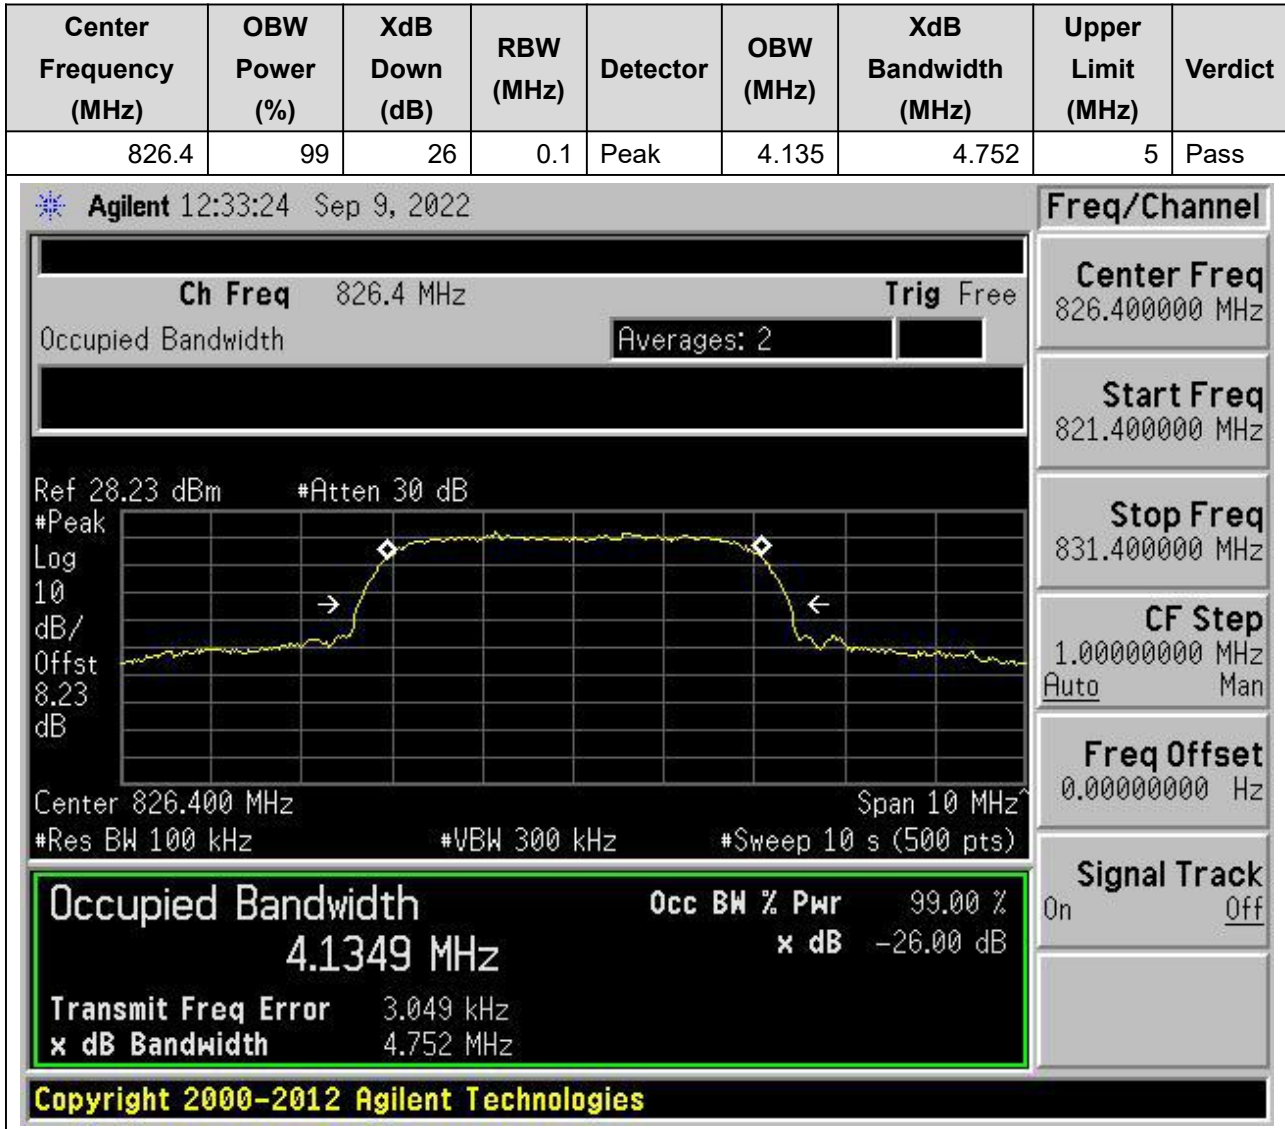 Center Frequency (MHz) OBW Power (%) XdB Down (dB) RBW (MHz) Detector OBW (MHz) XdB Bandwidth (MHz) Upper Limit (MHz) Verdict
826.4 99 26 0.1 Peak 4.135 4.752 5 Pass
Agilent 12:33:24 Sep 9, 2022
Freq/Channel
Ch Freq 826.4 MHz Trig Free
Occupied Bandwidth Averages: 2
Center Freq
826.400000 MHz
Start Freq
821.400000 MHz
Stop Freq
831.400000 MHz
CF Step
1.00000000 MHz
Auto Man
Freq Offset
0.00000000 Hz
Signal Track
On Off
Ref 28.23 dBm #Atten 30 dB
#Peak
Log
10
dB/
Offst
8.23
dB
Center 826.400 MHz Span 10 MHz^
#Res BW 100 kHz #VBW 300 kHz #Sweep 10 s (500 pts)
Occupied Bandwidth Occ BW % Pwr 99.00 %
4.1349 MHz x dB -26.00 dB
Transmit Freq Error 3.049 kHz
x dB Bandwidth 4.752 MHz
Copyright 2000-2012 Agilent Technologies